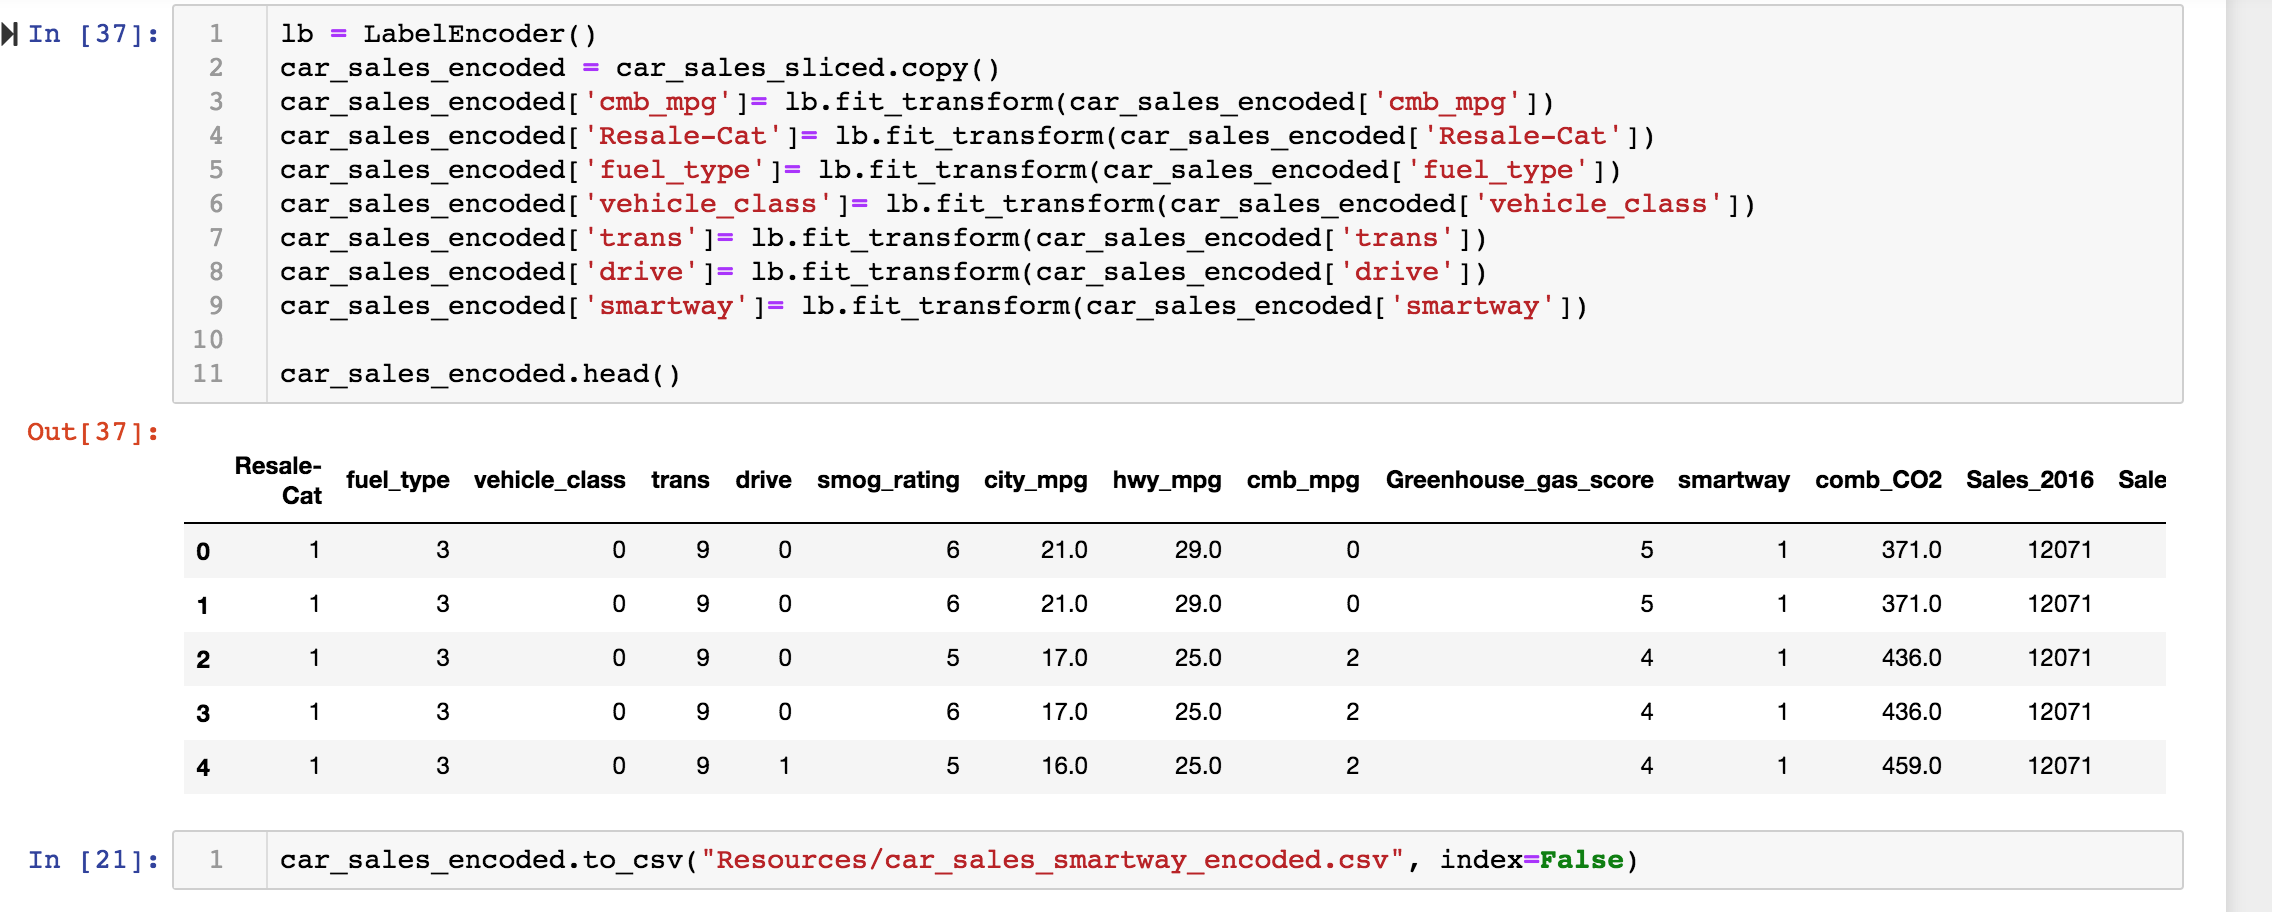 In [37]:
1 lb = LabelEncoder()
2 car_sales_encoded = car_sales_sliced.copy()
3 car_sales_encoded['cmb_mpg']= lb.fit_transform(car_sales_encoded['cmb_mpg'])
4 car_sales_encoded['Resale-Cat']= lb.fit_transform(car_sales_encoded['Resale-Cat'])
5 car_sales_encoded['fuel_type']= lb.fit_transform(car_sales_encoded['fuel_type'])
6 car_sales_encoded['vehicle_class']= lb.fit_transform(car_sales_encoded['vehicle_class'])
7 car_sales_encoded['trans']= lb.fit_transform(car_sales_encoded['trans'])
8 car_sales_encoded['drive']= lb.fit_transform(car_sales_encoded['drive'])
9 car_sales_encoded['smartway']= lb.fit_transform(car_sales_encoded['smartway'])
10
11 car_sales_encoded.head()
Out[37]:
Resale-
Cat fuel_type vehicle_class trans drive smog_rating city_mpg hwy_mpg cmb_mpg Greenhouse_gas_score smartway comb_CO2 Sales_2016 Sale
0 1 3 0 9 0 6 21.0 29.0 0 5 1 371.0 12071
1 1 3 0 9 0 6 21.0 29.0 0 5 1 371.0 12071
2 1 3 0 9 0 5 17.0 25.0 2 4 1 436.0 12071
3 1 3 0 9 0 6 17.0 25.0 2 4 1 436.0 12071
4 1 3 0 9 1 5 16.0 25.0 2 4 1 459.0 12071
In [21]:
1 car_sales_encoded.to_csv("Resources/car_sales_smartway_encoded.csv", index=False)